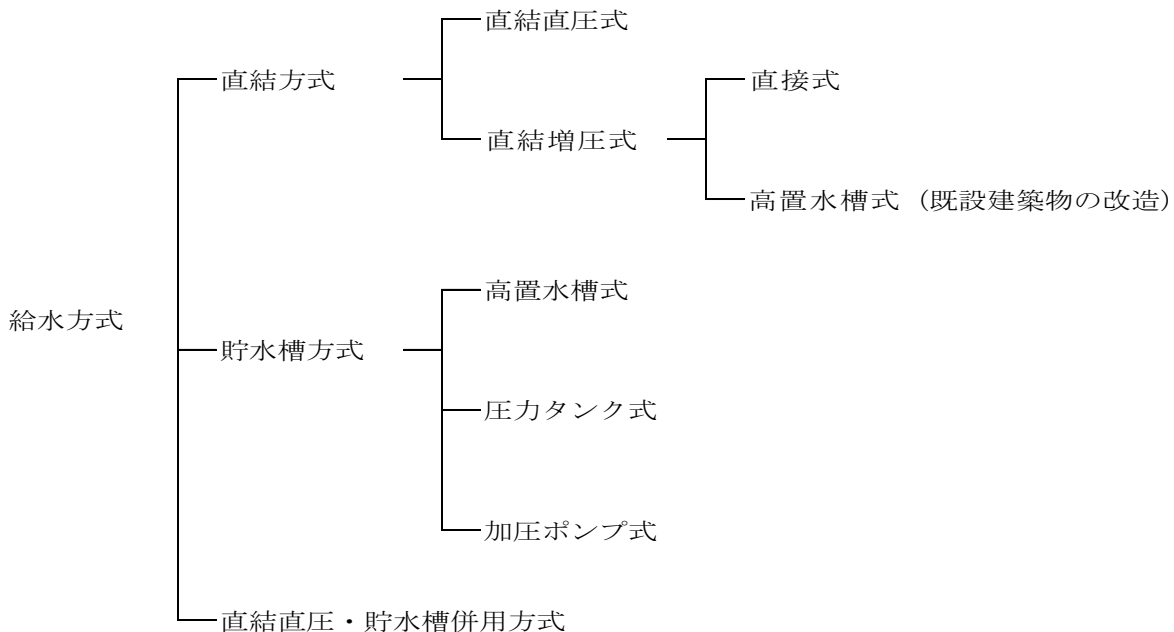 直結直圧式
直結方式
直接式
直結増圧式
高置水槽式（既設建築物の改造）
高置水槽式
給水方式
貯水槽方式
圧力タンク式
加圧ポンプ式
直結直圧・貯水槽併用方式